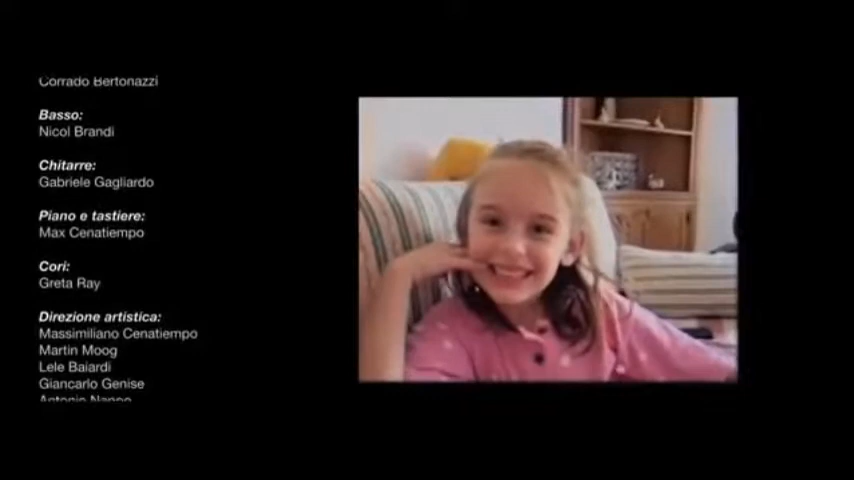 Corrado Bertonazzi
Basso:
Nicol Brandi
Chitarre:
Gabriele Gagliardo
Piano e tastiere:
Max Cenatiempo
Cori:
Greta Ray
Direzione artistica:
Massimiliano Cenatiempo
Martin Moog
Lele Baiardi
Giancarlo Genise
Antonio